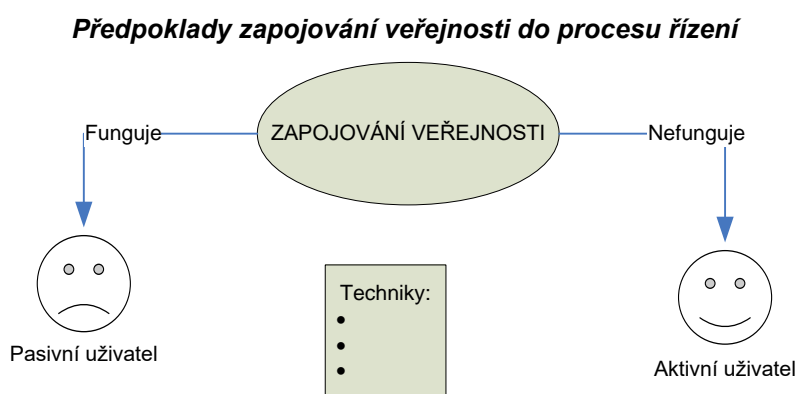 Předpoklady zapojování veřejnosti do procesu řízení
Funguje
ZAPOJOVÁNÍ VEŘEJNOSTI
Nefunguje
Techniky:
•
•
•
Pasivní uživatel
Aktivní uživatel